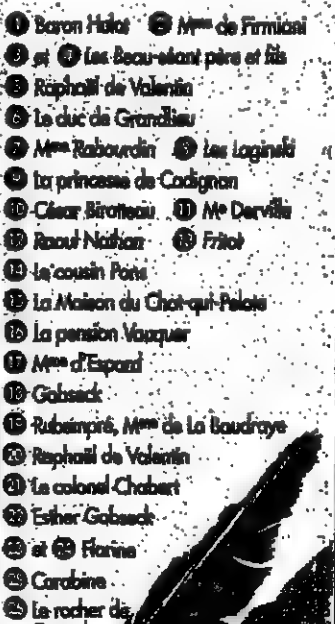 1 Baron Hulot 2 Mme de Firmiani
3 et 4 Les Beau-séant père et fils
5 Raphaël de Valentin
6 Le duc de Grandlieu
7 Mme Rabourdin 8 Les Laginski
9 La princesse de Cadignan
10 César Birotteau 11 Me Derville
12 Raoul Nathan 13 Fritot
14 Le cousin Pons
15 La Maison du Chat-qui-Pelote
16 La pension Vauquer
17 Mme d'Espard
18 Gobseck
19 Rubempré, Mme de La Baudraye
20 Raphaël de Valentin
21 Le colonel Chabert
22 Esther Gobseck
23 et Florine
Carabine
Le rocher de